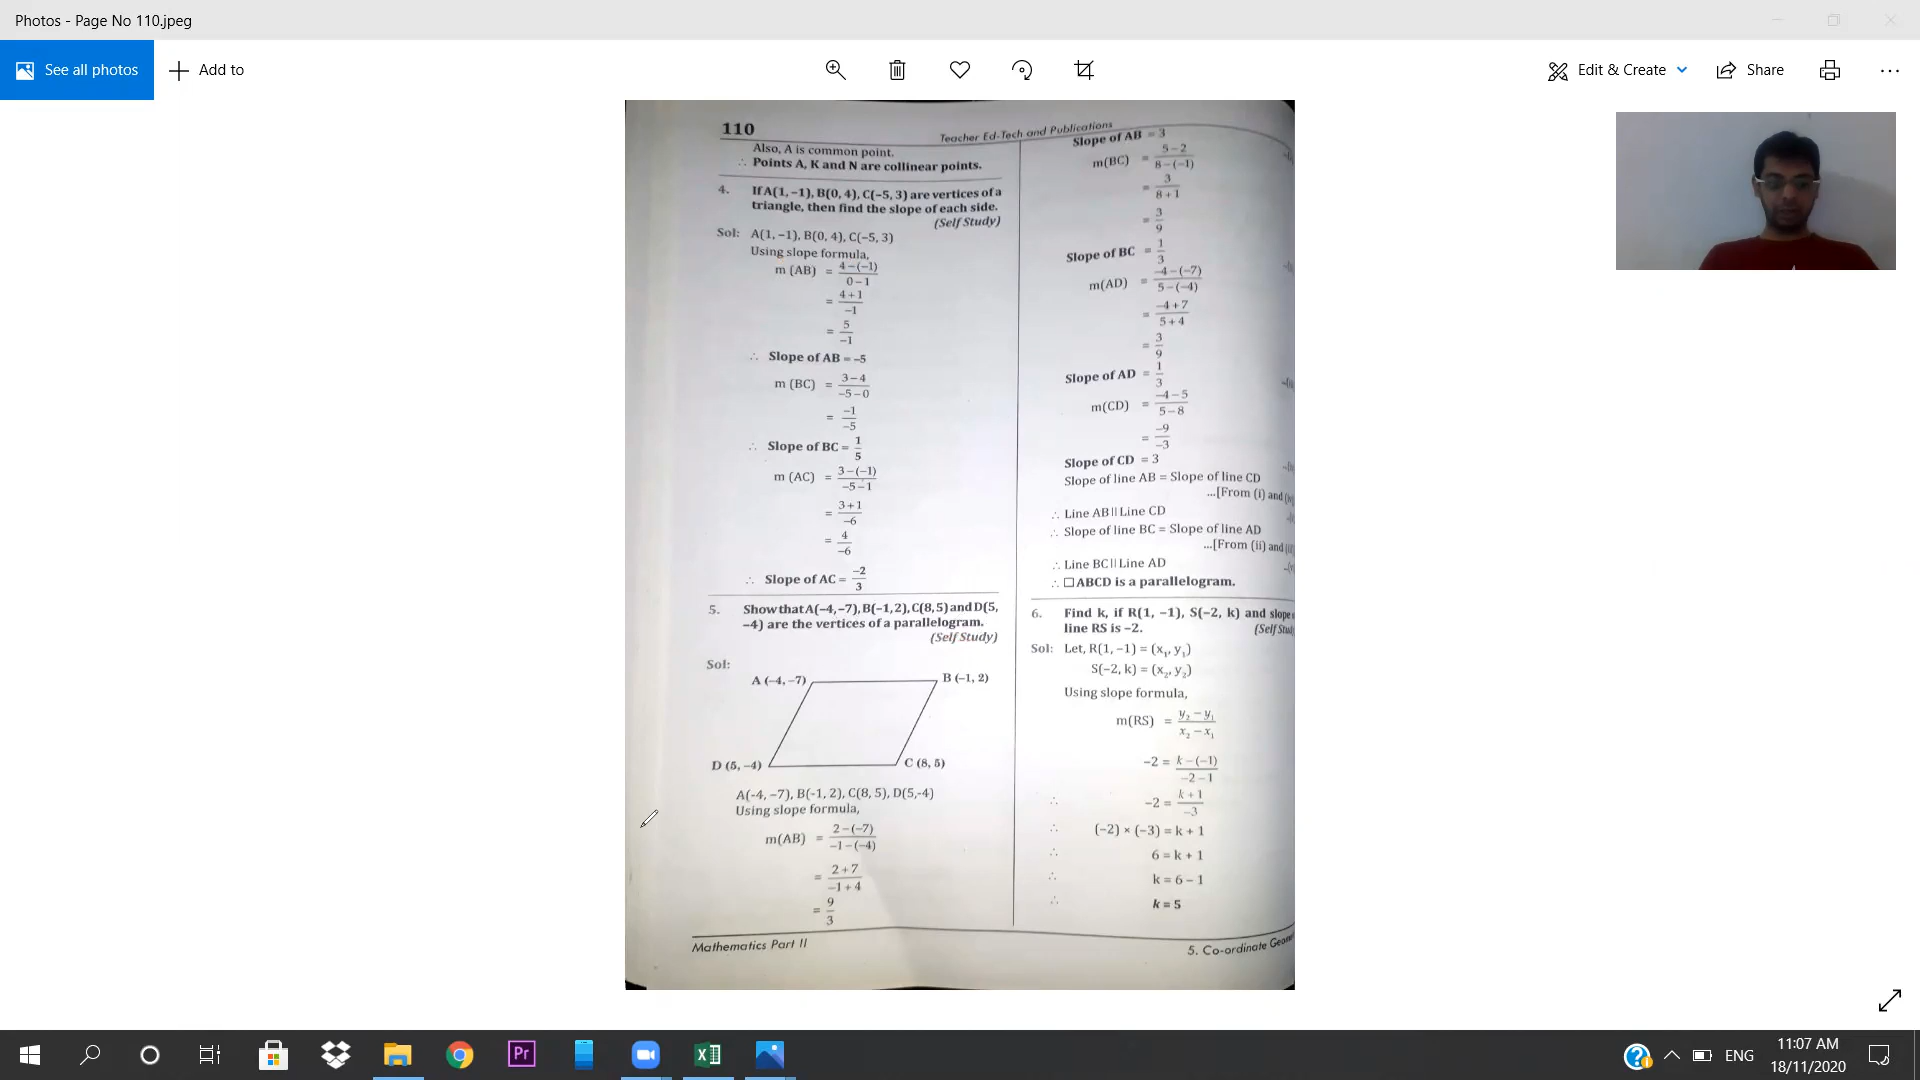 Photos - Page No 110.jpeg
See all photos
Add to
Edit & Create
Share
110
Teacher Ed-Tech and Publications
Also, A is common point.
∴ Points A, K and N are collinear points.
4. If A(1, −1), B(0, 4), C(−5, 3) are vertices of a
triangle, then find the slope of each side.
(Self Study)
Sol: A(1, −1), B(0, 4), C(−5, 3)
Using slope formula,
m (AB) = 4−(−1) / 0−1
= 4+1 / −1
= 5 / −1
∴ Slope of AB = −5
m (BC) = 3−4 / −5−0
= −1 / −5
∴ Slope of BC = 1 / 5
m (AC) = 3−(−1) / −5−1
= 3+1 / −6
= 4 / −6
∴ Slope of AC = −2 / 3
5. Show that A(−4, −7), B(−1, 2), C(8, 5) and D(5,
−4) are the vertices of a parallelogram.
(Self Study)
Sol:
A (−4, −7)
B (−1, 2)
D (5, −4)
C (8, 5)
A(-4, −7), B(-1, 2), C(8, 5), D(5,-4)
Using slope formula,
m(AB) = 2−(−7) / −1−(−4)
= 2+7 / −1+4
= 9 / 3
Slope of AB = 3
m(BC) = 5−2 / 8−(−1)
= 3 / 8+1
= 3 / 9
Slope of BC = 1 / 3
m(AD) = −4−(−7) / 5−(−4)
= −4+7 / 5+4
= 3 / 9
Slope of AD = 1 / 3
m(CD) = −4−5 / 5−8
= −9 / −3
Slope of CD = 3
Slope of line AB = Slope of line CD
...[From (i) and
∴ Line AB || Line CD
∴ Slope of line BC = Slope of line AD
...[From (ii) and
∴ Line BC || Line AD
∴ □ ABCD is a parallelogram.
6. Find k, if R(1, −1), S(−2, k) and slope
line RS is −2.
(Self
Sol: Let, R(1, −1) = (x₁, y₁)
S(−2, k) = (x₂, y₂)
Using slope formula,
m(RS) = y₂ − y₁ / x₂ − x₁
−2 = k−(−1) / −2−1
∴ −2 = k+1 / −3
∴ (−2) × (−3) = k + 1
∴ 6 = k + 1
∴ k = 6 − 1
∴ k = 5
Mathematics Part II
5. Co-ordinate
Pr
ENG
11:07 AM
18/11/2020